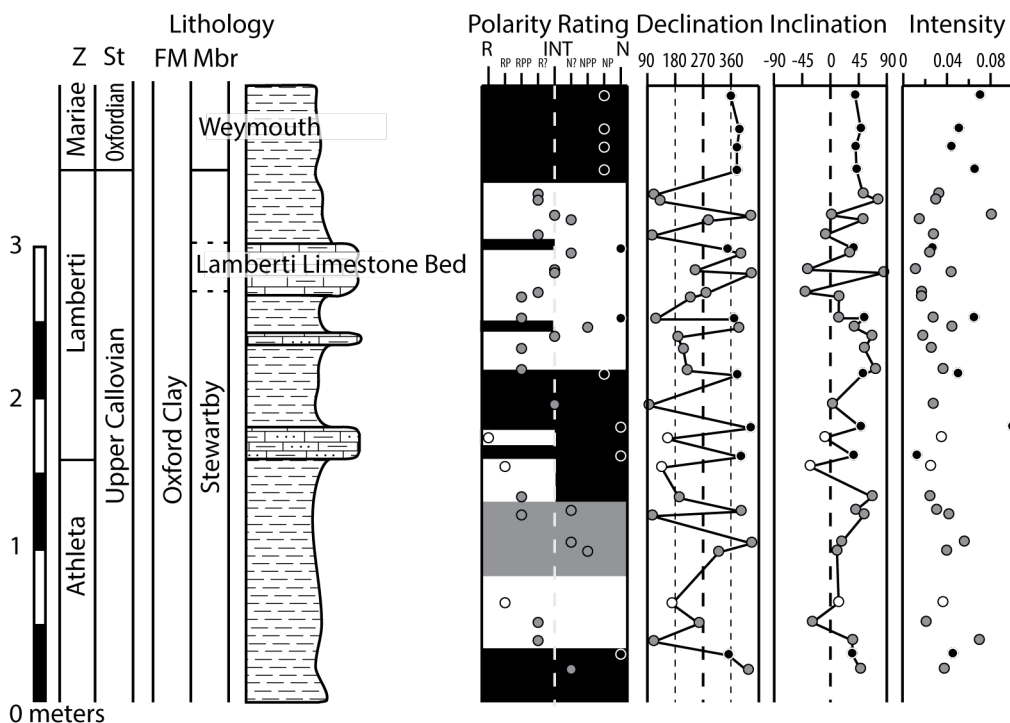 Lithology
Polarity Rating
Declination
Inclination
Intensity
Z St FM Mbr
R INT N
RP RPP R? N? NPP NP
90 180 270 360
-90 -45 0 45 90
0 0.04 0.08
Mariae
Oxfordian
Weymouth
3
Lamberti Limestone Bed
Lamberti
2
Upper Callovian
Oxford Clay
Stewartby
1
Athleta
0 meters